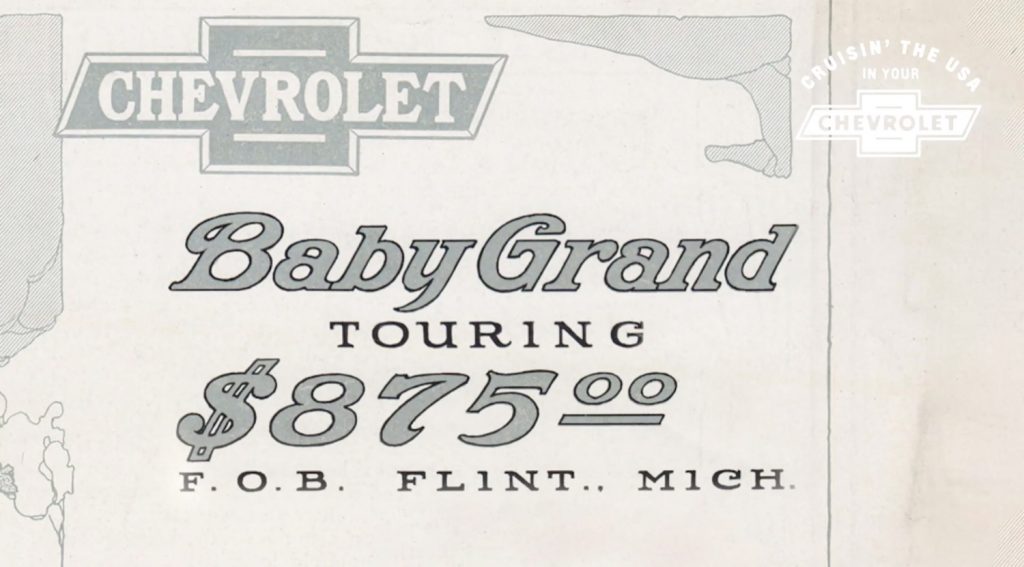 CHEVROLET
CRUISIN' THE USA
IN YOUR
CHEVROLET
Baby Grand
TOURING
$875.00
F. O. B. FLINT., MICH.